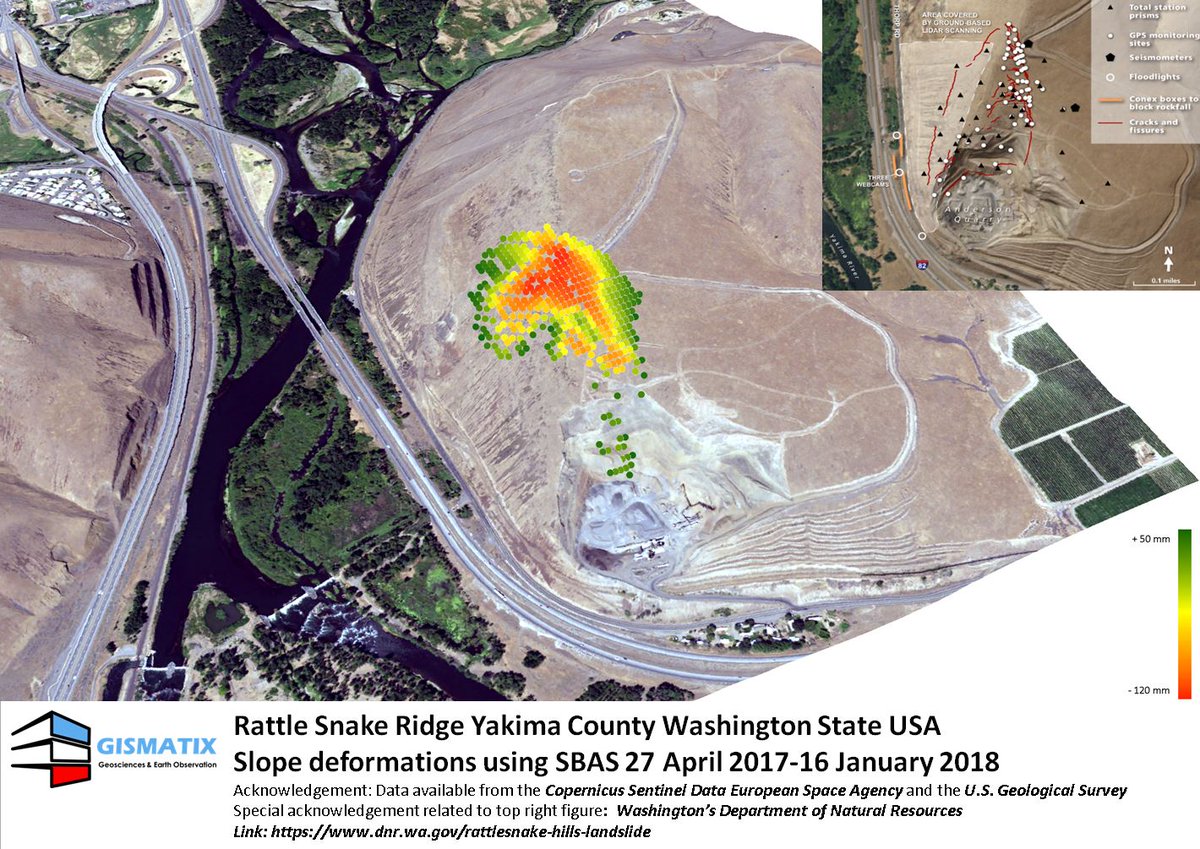 THORP RD
AREA COVERED
BY GROUND-BASED
LIDAR SCANNING
Total station
prisms
GPS monitoring
sites
Seismometers
Floodlights
Conex boxes to
block rockfall
Cracks and
fissures
THREE
WEBCAMS
Anderson
Quarry
Yakima River
82
N
0.1 miles
+ 50 mm
- 120 mm
GISMATIX
Geosciences & Earth Observation
Rattle Snake Ridge Yakima County Washington State USA
Slope deformations using SBAS 27 April 2017-16 January 2018
Acknowledgement: Data available from the Copernicus Sentinel Data European Space Agency and the U.S. Geological Survey
Special acknowledgement related to top right figure: Washington's Department of Natural Resources
Link: https://www.dnr.wa.gov/rattlesnake-hills-landslide